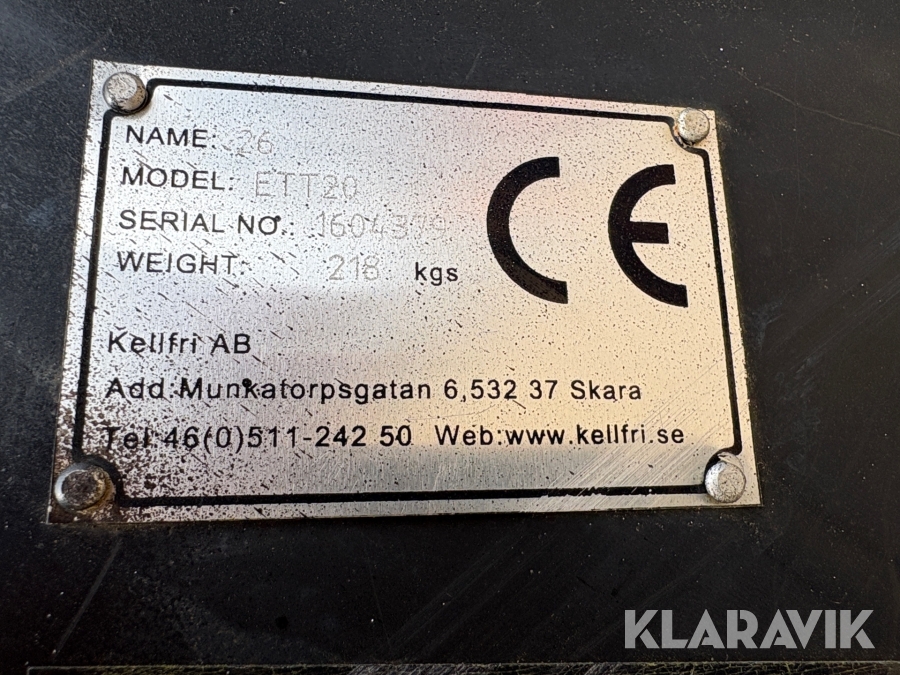 NAME: 26
MODEL: ETT20
SERIAL NO.: 1604379
WEIGHT: 218 kgs
CE
Kellfri AB
Add:Munkatorpsgatan 6,532 37 Skara
Tel:46(0)511-242 50 Web:www.kellfri.se
KLARAVIK